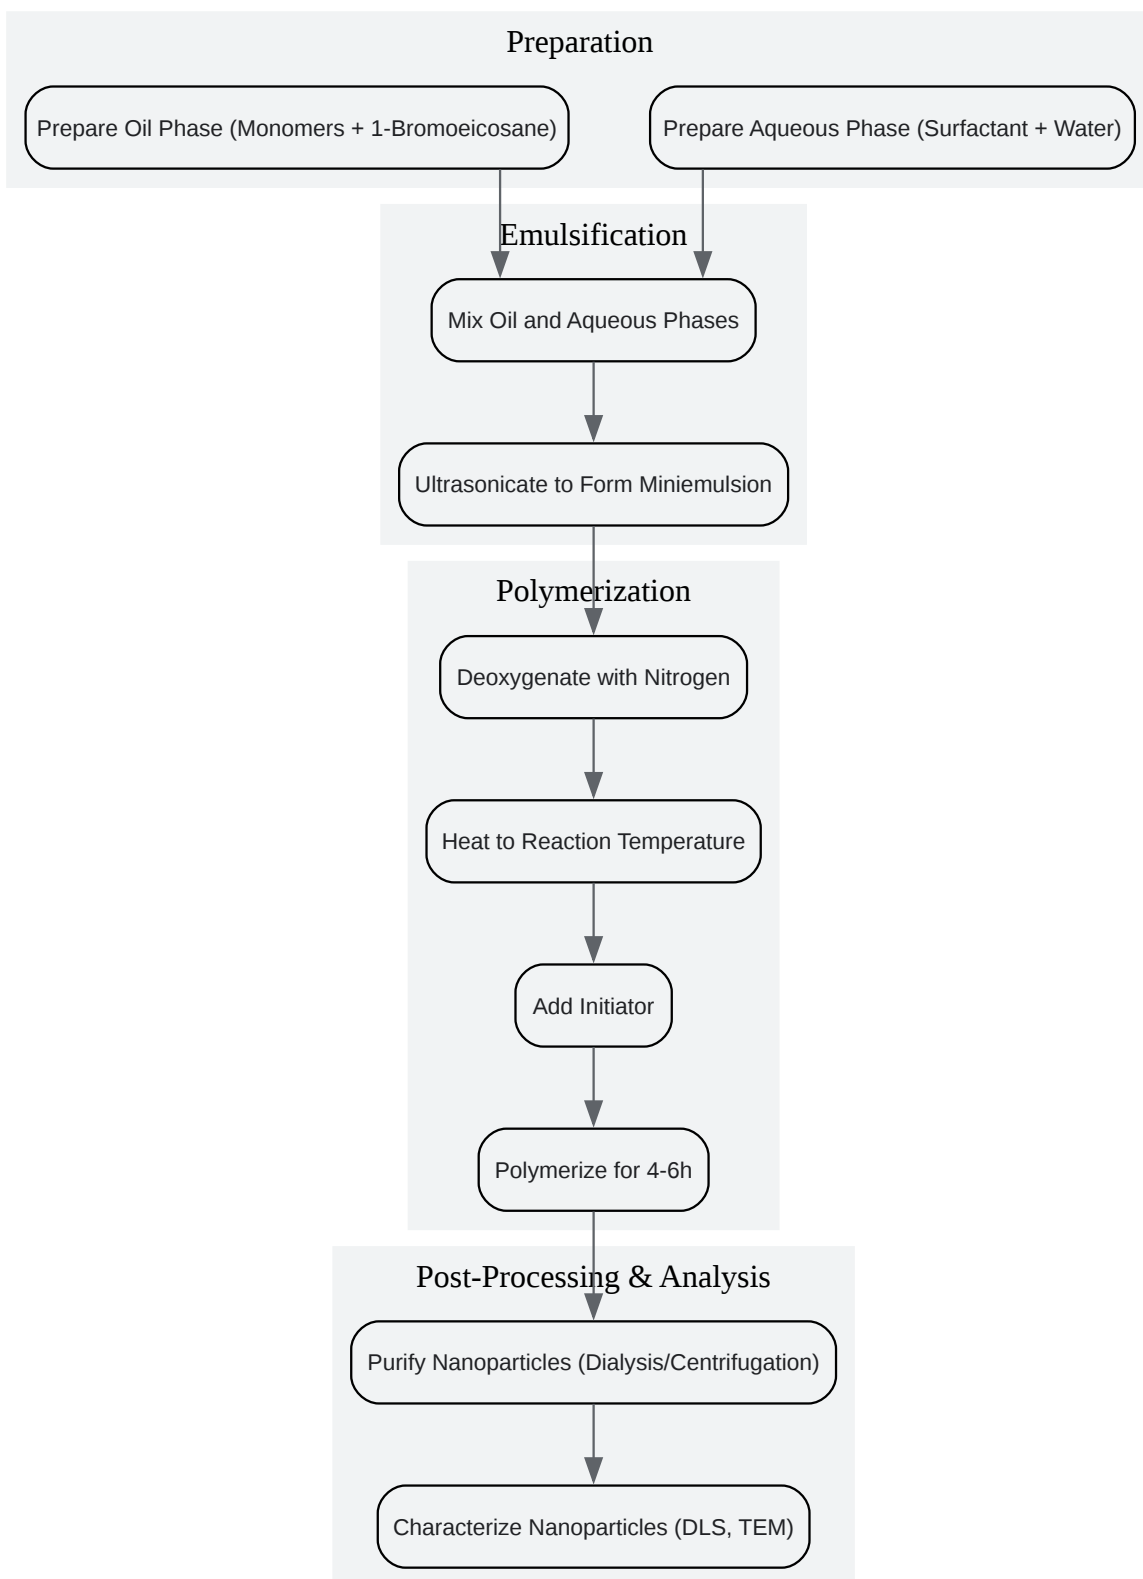 Preparation
Prepare Oil Phase (Monomers + 1-Bromoeicosane)
Prepare Aqueous Phase (Surfactant + Water)
Emulsification
Mix Oil and Aqueous Phases
Ultrasonicate to Form Miniemulsion
Polymerization
Deoxygenate with Nitrogen
Heat to Reaction Temperature
Add Initiator
Polymerize for 4-6h
Post-Processing & Analysis
Purify Nanoparticles (Dialysis/Centrifugation)
Characterize Nanoparticles (DLS, TEM)